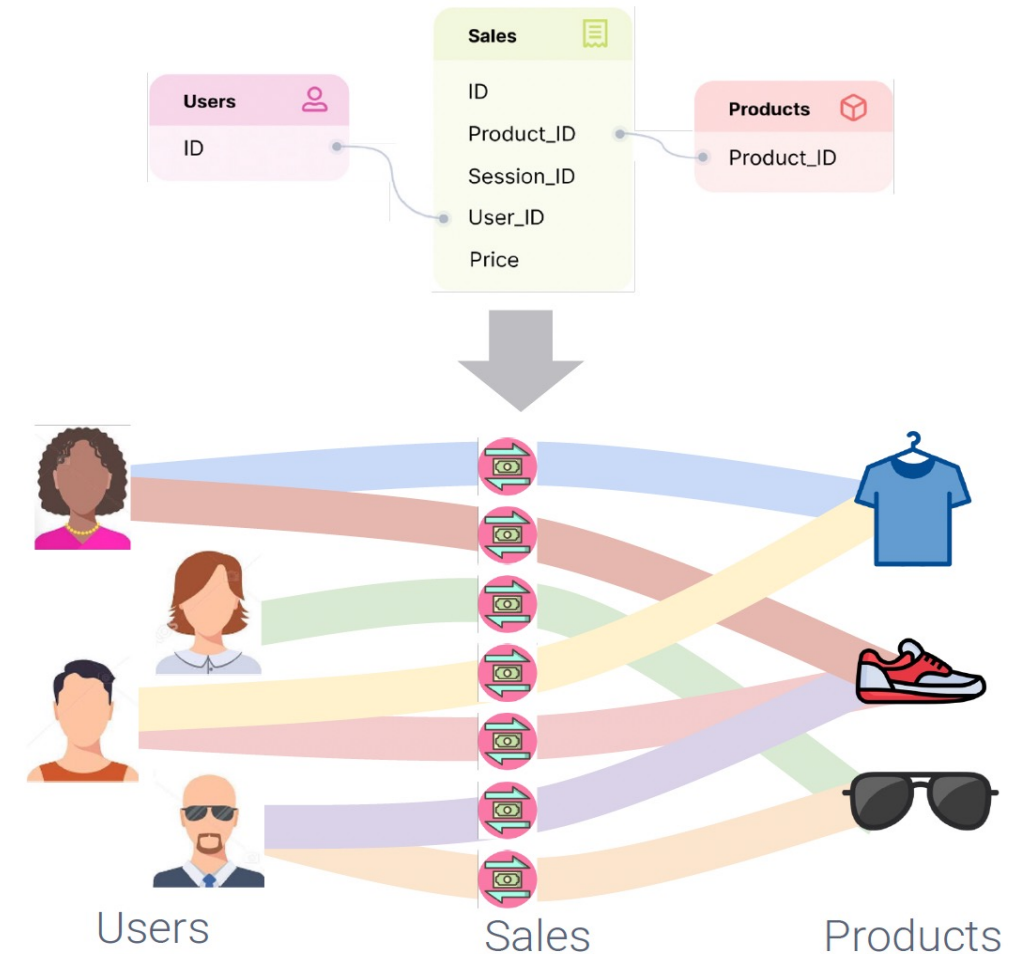 Sales
ID
Product_ID
Session_ID
User_ID
Price
Users
ID
Products
Product_ID
Users
Sales
Products